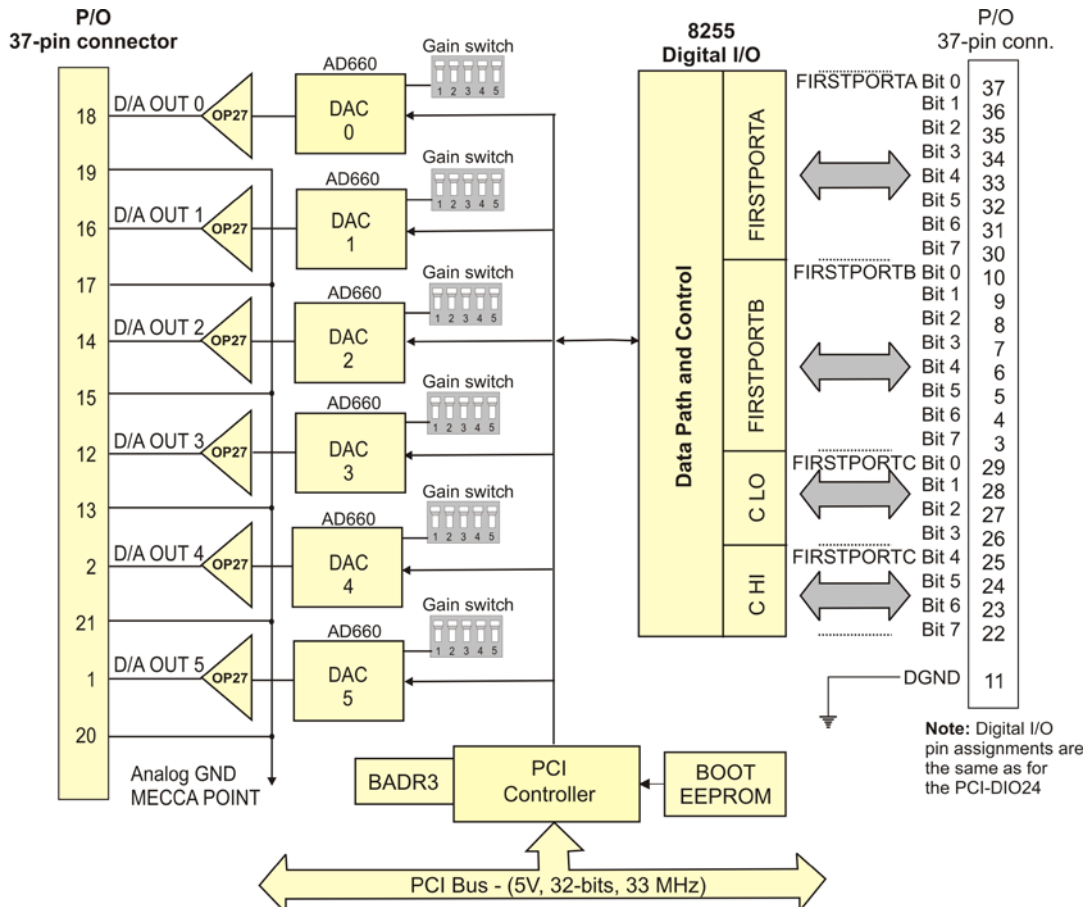 P/O
37-pin connector
18
19
16
17
14
15
12
13
2
21
1
20
D/A OUT 0
D/A OUT 1
D/A OUT 2
D/A OUT 3
D/A OUT 4
D/A OUT 5
OP27
OP27
OP27
OP27
OP27
OP27
Analog GND
MECCA POINT
AD660
DAC
0
Gain switch
1 2 3 4 5
AD660
DAC
1
Gain switch
1 2 3 4 5
AD660
DAC
2
Gain switch
1 2 3 4 5
AD660
DAC
3
Gain switch
1 2 3 4 5
AD660
DAC
4
Gain switch
1 2 3 4 5
AD660
DAC
5
Gain switch
1 2 3 4 5
BADR3
PCI
Controller
BOOT
EEPROM
PCI Bus - (5V, 32-bits, 33 MHz)
8255
Digital I/O
Data Path and Control
FIRSTPORTA
FIRSTPORTB
C LO
C HI
P/O
37-pin conn.
FIRSTPORTA Bit 0 37
Bit 1 36
Bit 2 35
Bit 3 34
Bit 4 33
Bit 5 32
Bit 6 31
Bit 7 30
FIRSTPORTB Bit 0 10
Bit 1 9
Bit 2 8
Bit 3 7
Bit 4 6
Bit 5 5
Bit 6 4
Bit 7 3
FIRSTPORTC Bit 0 29
Bit 1 28
Bit 2 27
Bit 3 26
FIRSTPORTC Bit 4 25
Bit 5 24
Bit 6 23
Bit 7 22
DGND 11
Note: Digital I/O
pin assignments are
the same as for
the PCI-DIO24